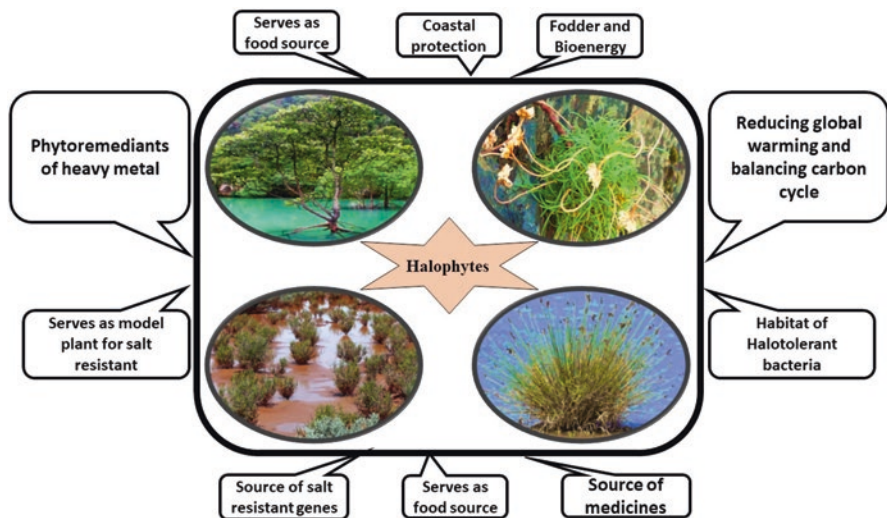 Serves as
food source
Coastal
protection
Fodder and
Bioenergy
Phytoremediants
of heavy metal
Reducing global
warming and
balancing carbon
cycle
Halophytes
Serves as model
plant for salt
resistant
Habitat of
Halotolerant
bacteria
Source of salt
resistant genes
Serves as
food source
Source of
medicines